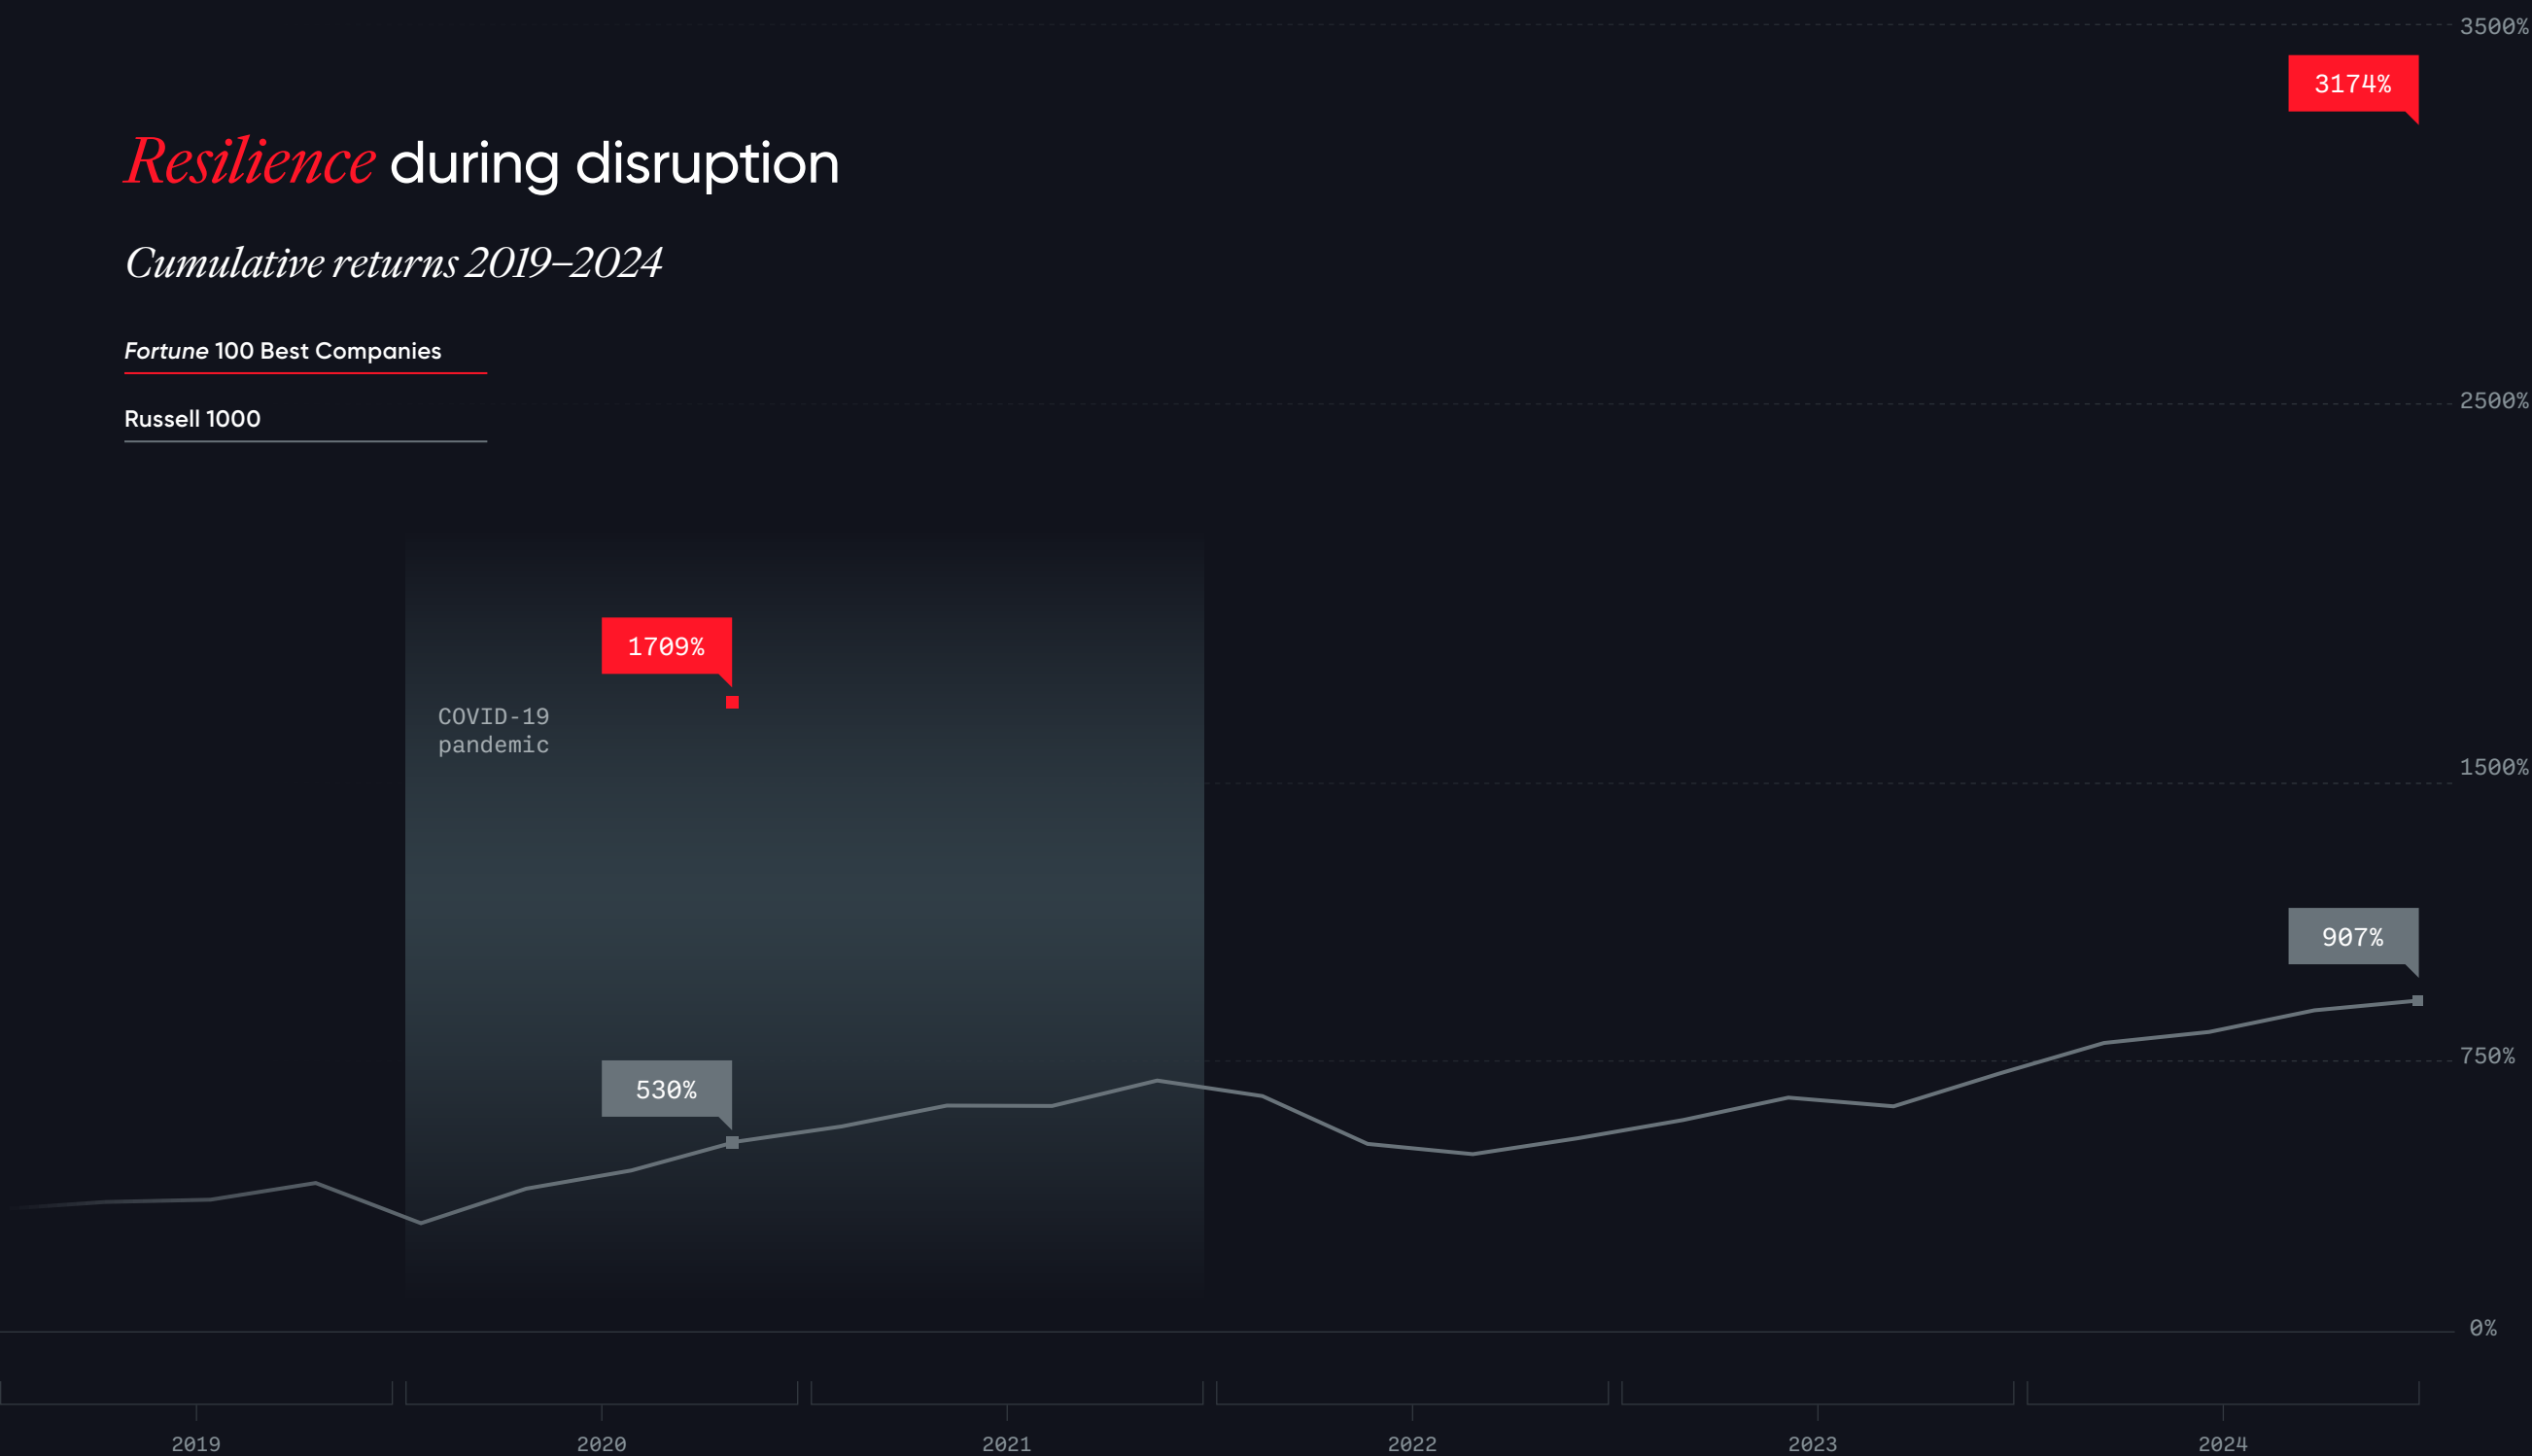 3500%
3174%
Resilience during disruption
Cumulative returns 2019–2024
Fortune 100 Best Companies
2500%
Russell 1000
1709%
COVID-19
pandemic
1500%
907%
750%
530%
0%
2019 2020 2021 2022 2023 2024